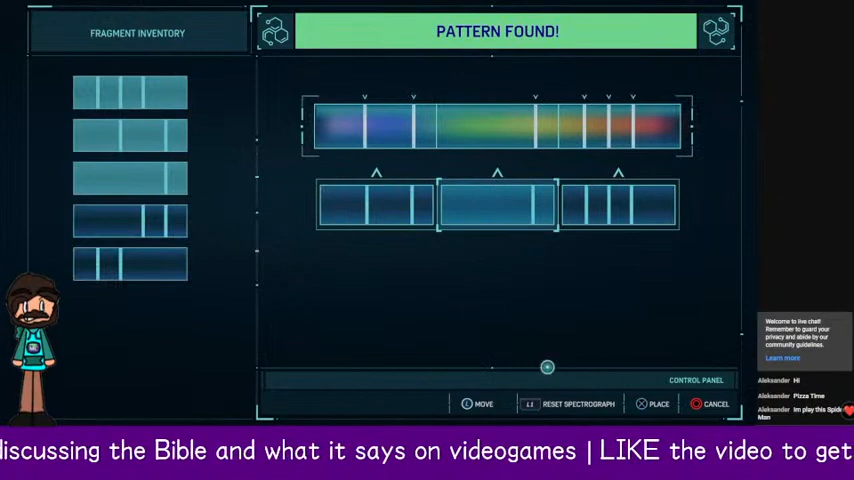 FRAGMENT INVENTORY
PATTERN FOUND!
CONTROL PANEL
L MOVE
L1 RESET SPECTROGRAPH
PLACE
CANCEL
Welcome to live chat!
Remember to guard your
privacy and abide by our
community guidelines.
Learn more
Aleksander Hi
Aleksander Pizza Time
Aleksander Im play this Spide
Man
discussing the Bible and what it says on videogames | LIKE the video to get